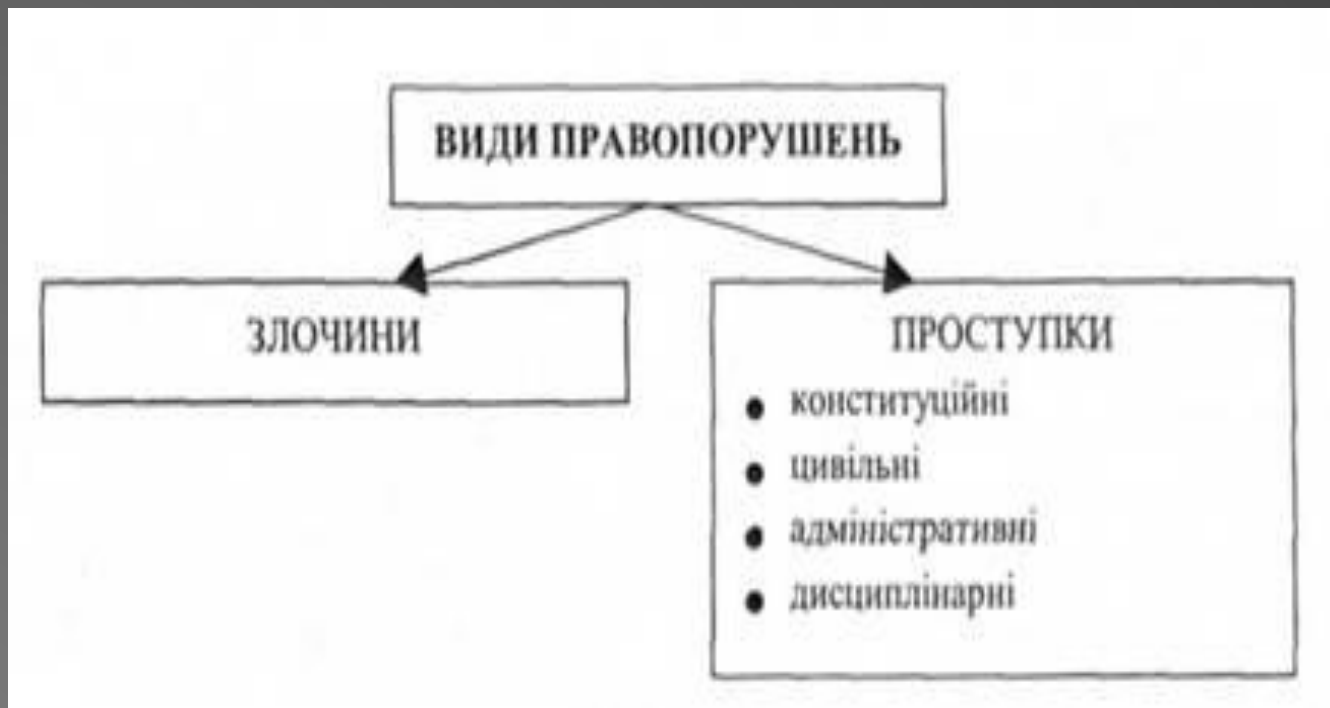 ВИДИ ПРАВОПОРУШЕНЬ
ЗЛОЧИНИ
ПРОСТУПКИ
● конституційні
● цивільні
● адміністративні
● дисциплінарні